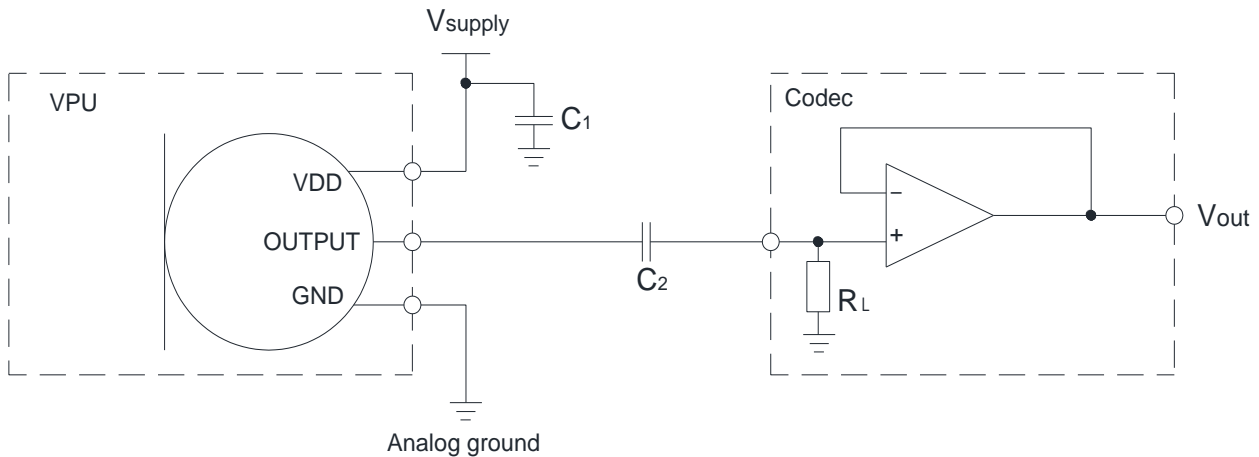 Vsupply
VPU
C1
Codec
VDD
−
Vout
OUTPUT
+
C2
GND
RL
Analog ground